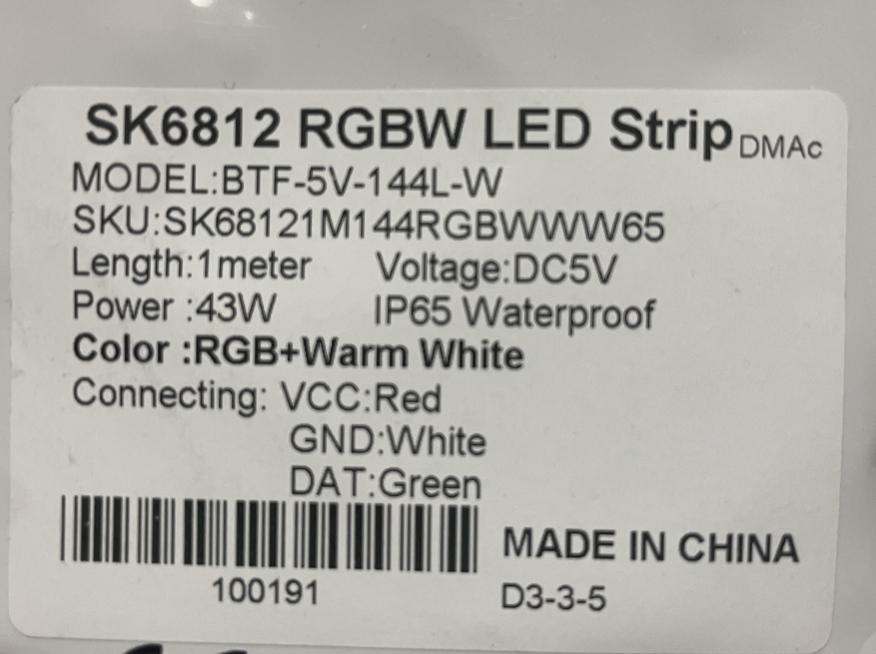 SK6812 RGBW LED Strip DMAc
MODEL:BTF-5V-144L-W
SKU:SK68121M144RGBWWW65
Length:1meter Voltage:DC5V
Power :43W IP65 Waterproof
Color :RGB+Warm White
Connecting: VCC:Red
GND:White
DAT:Green
MADE IN CHINA
100191 D3-3-5